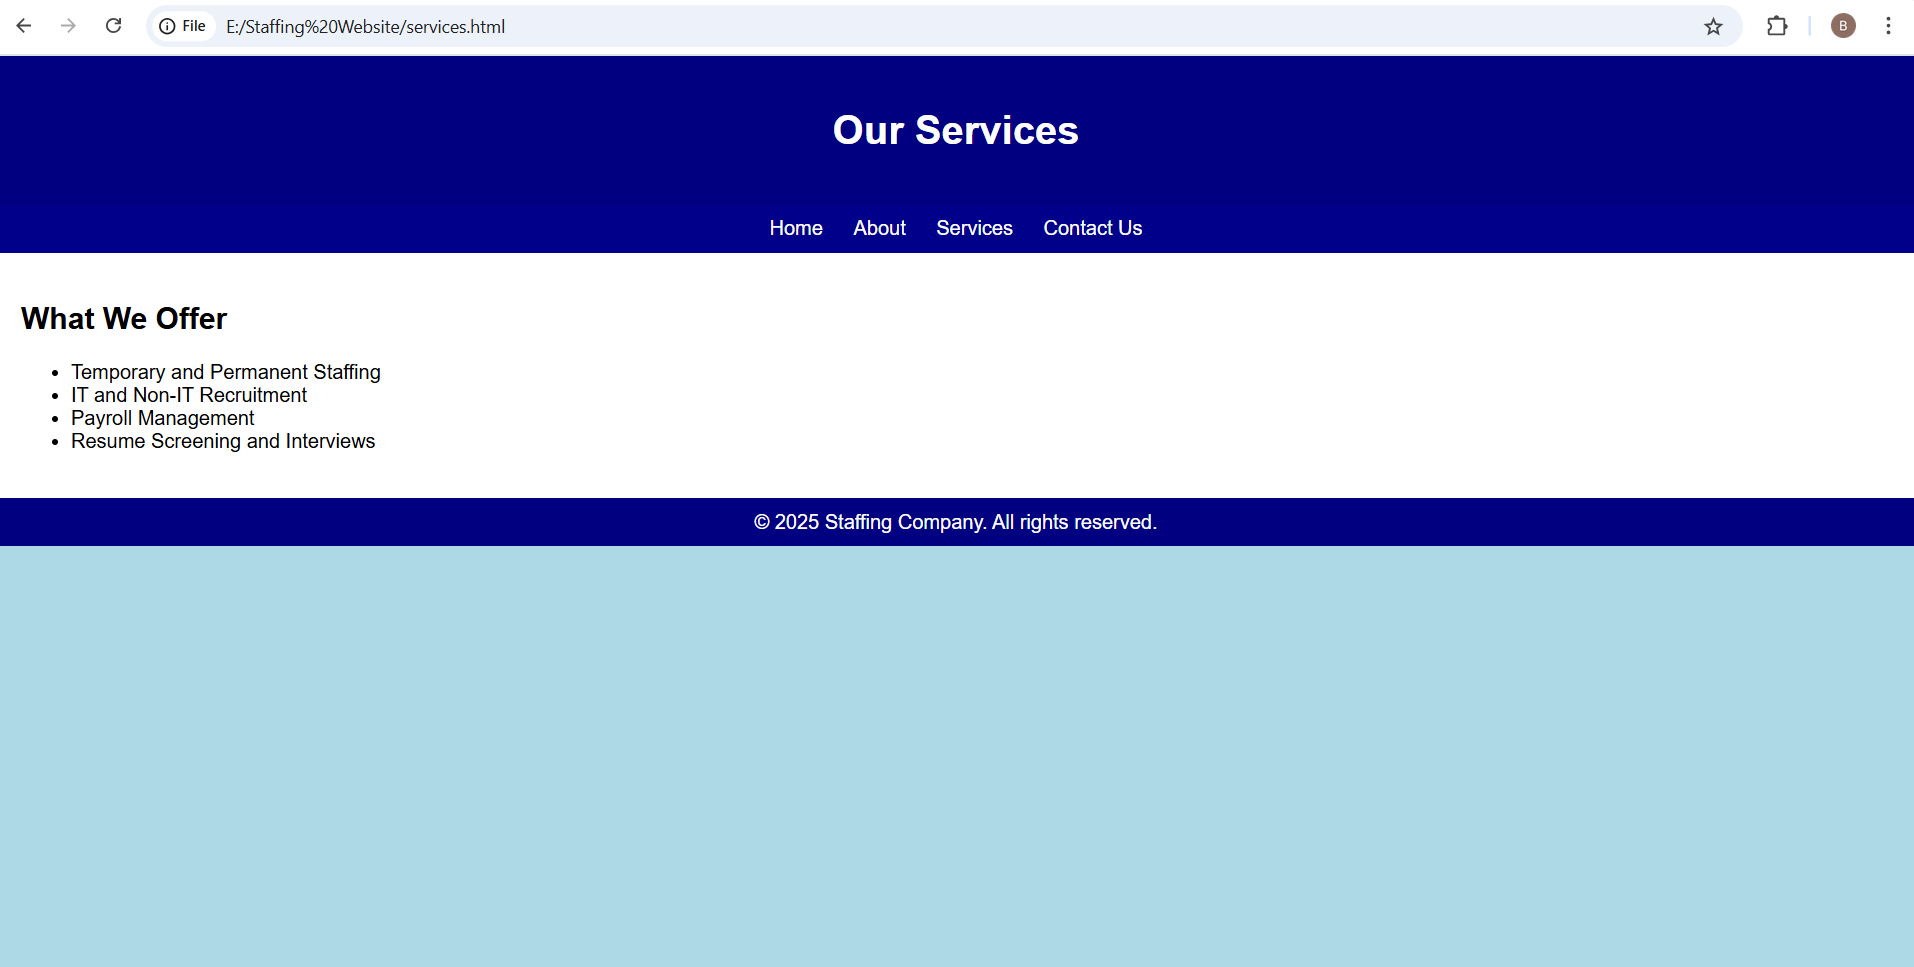 File E:/Staffing%20Website/services.html B
Our Services
Home About Services Contact Us
What We Offer
• Temporary and Permanent Staffing
• IT and Non-IT Recruitment
• Payroll Management
• Resume Screening and Interviews
© 2025 Staffing Company. All rights reserved.